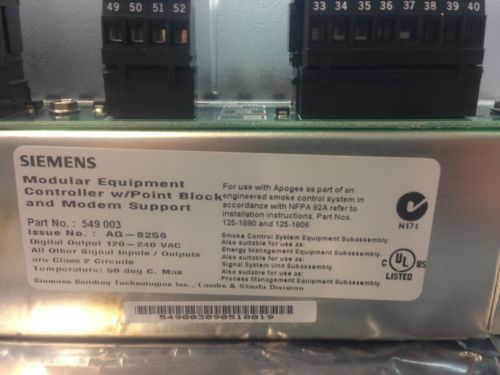 49 50 51 52
33 34 35 36 37 38 39 40
SIEMENS
Modular Equipment
Controller w/Point Block
and Modem Support
Part No.: 549 003
Issue No.: AG-8256
Digital Output 120-240 VAC
All Other Signal Inputs / Outputs
are Class 2 Circuits
Temperature: 50 deg C. Max
Siemens Building Technologies Inc., Landis & Staefa Division
For use with Apogee as part of an
engineered smoke control system in
accordance with NFPA 92A refer to
installation instructions, Part Nos.
125-1890 and 125-1806
Smoke Control System Equipment Subassembly.
Also suitable for use as:
Energy Management Equipment Subassembly.
Also suitable for use as:
Signal System Unit Subassembly.
Also suitable for use as:
Process Management Equipment Subassembly.
N474
C UL US
LISTED
549003090510019